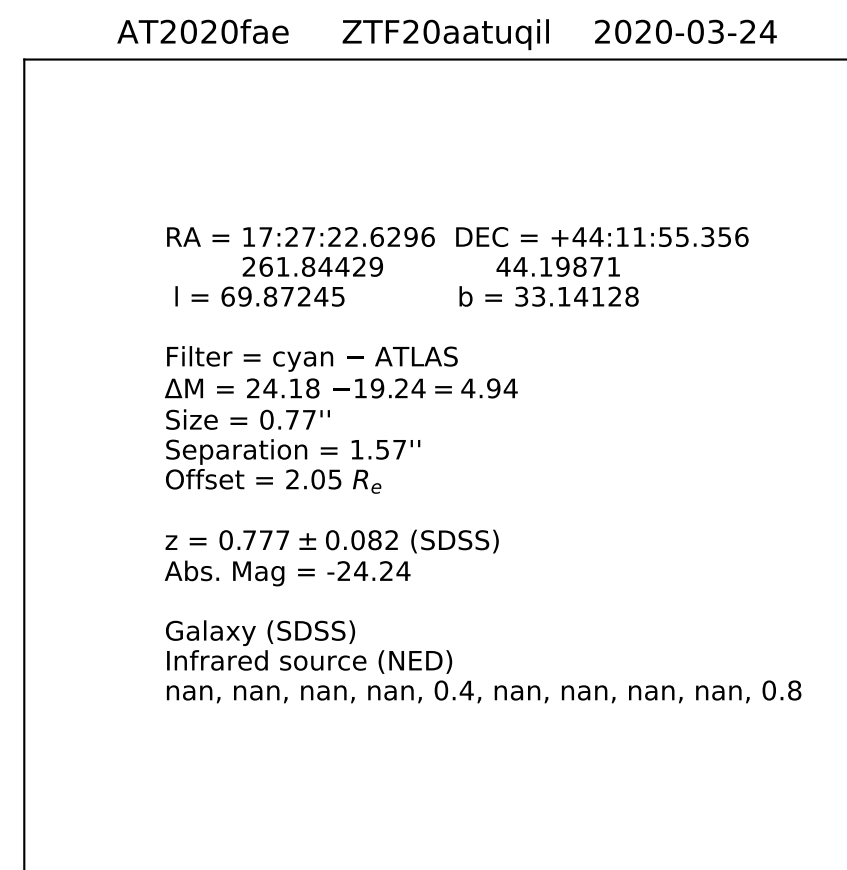 AT2020fae ZTF20aatuqil 2020-03-24
RA = 17:27:22.6296 DEC = +44:11:55.356
261.84429 44.19871
l = 69.87245 b = 33.14128
Filter = cyan − ATLAS
ΔM = 24.18 −19.24 = 4.94
Size = 0.77''
Separation = 1.57''
Offset = 2.05 Rₑ
z = 0.777 ± 0.082 (SDSS)
Abs. Mag = -24.24
Galaxy (SDSS)
Infrared source (NED)
nan, nan, nan, nan, 0.4, nan, nan, nan, nan, 0.8